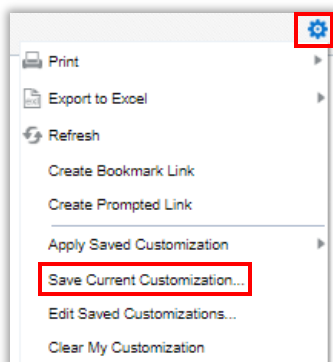 Print
Export to Excel
Refresh
Create Bookmark Link
Create Prompted Link
Apply Saved Customization
Save Current Customization...
Edit Saved Customizations...
Clear My Customization